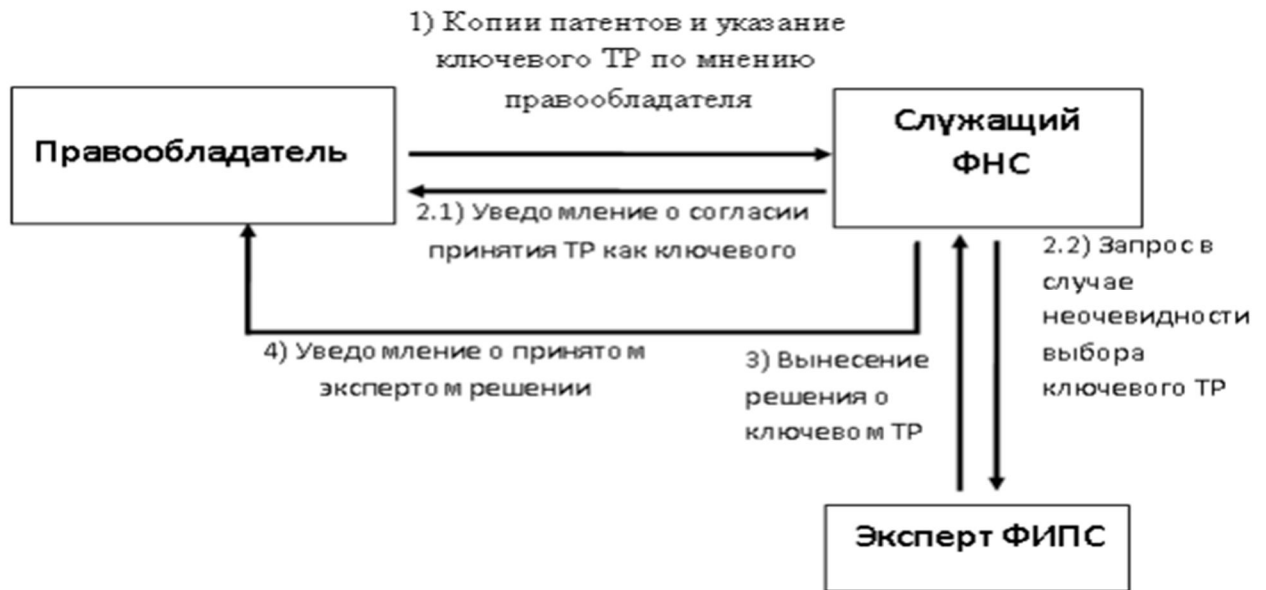 1) Копии патентов и указание
ключевого ТР по мнению
правообладателя
Правообладатель
Служащий
ФНС
2.1) Уведомление о согласии
принятия ТР как ключевого
2.2) Запрос в
случае
неочевидности
выбора
ключевого ТР
4) Уведомление о принятом
экспертом решении
3) Вынесение
решения о
ключевом ТР
Эксперт ФИПС